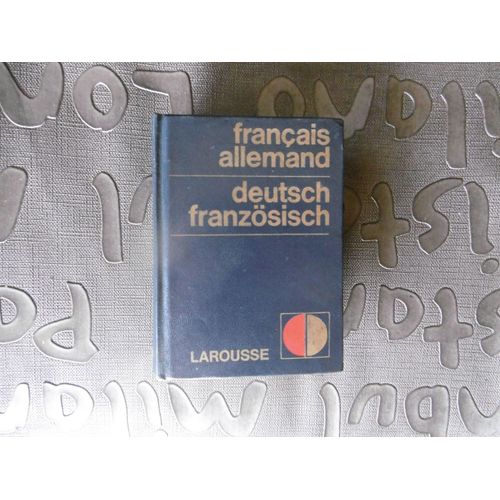 français
allemand
deutsch
französisch
LAROUSSE